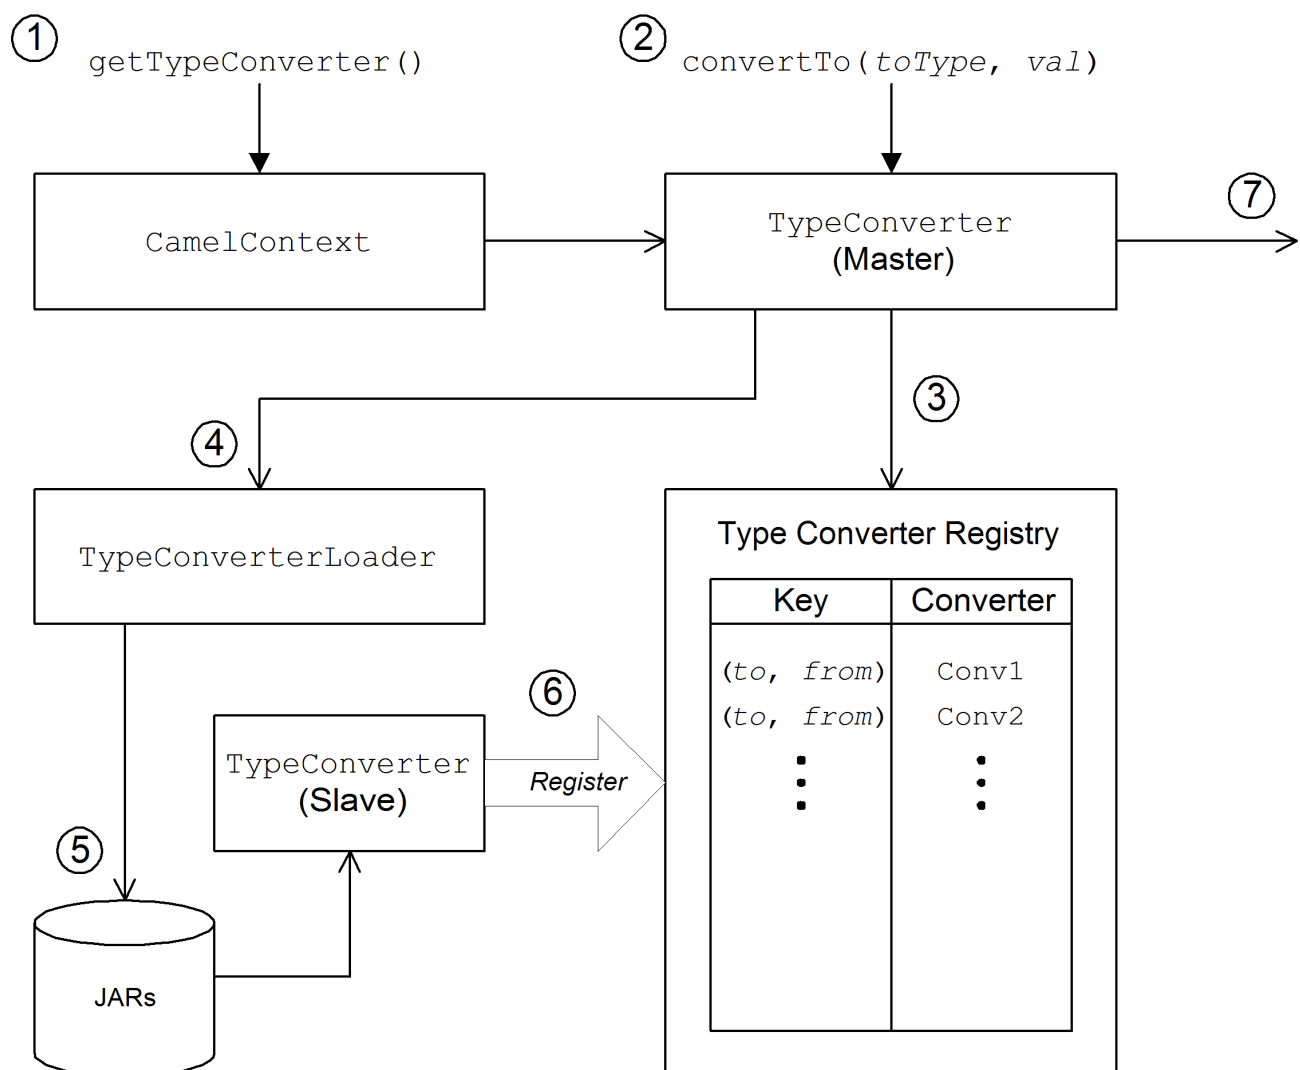 1
getTypeConverter()
2
convertTo(toType, val)
CamelContext
TypeConverter
(Master)
7
3
4
TypeConverterLoader
Type Converter Registry
Key Converter
(to, from) Conv1
(to, from) Conv2
6
TypeConverter
(Slave)
Register
5
JARs